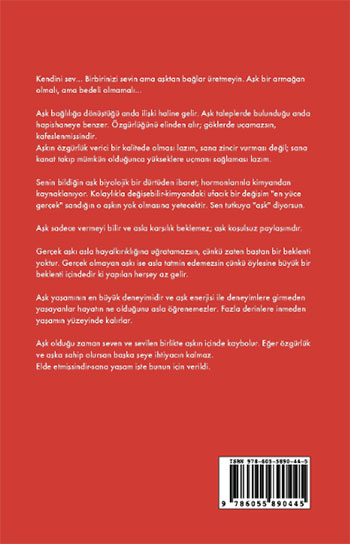 Kendini sev... Birbirinizi sevin ama aşktan bağlar üretmeyin. Aşk bir armağan
olmalı, ama bedeli olmamalı...
Aşk bağlılığa dönüştüğü anda ilişki haline gelir. Aşk taleplerde bulunduğu anda
hapishaneye benzer. Özgürlüğünü elinden alır; göklerde uçamazsın,
kafeslenmissindir.
Aşkın özgürlük verici bir kalitede olması lazım, sana zincir vurması değil; sana
kanat takıp mümkün olduğunca yükseklere uçmanı sağlaması lazım.
Senin bildiğin aşk biyolojik bir dürtüden ibaret; hormonlarınla kimyandan
kaynaklanıyor. Kolaylıkla değişebilir-kimyandaki ufacık bir değişim "en yüce
gerçek" sandığın o aşkın yok olmasına yetecektir. Sen tutkuya "aşk" diyorsun.
Aşk sadece vermeyi bilir ve asla karşılık beklemez; aşk koşulsuz paylaşımdır.
Gerçek aşkı asla hayalkırıklığına uğratamazsın, çünkü zaten baştan bir beklenti
yoktur. Gerçek olmayan aşkı ise asla tatmin edemezsin çünkü öylesine büyük bir
beklenti içindedir ki yapılan herşey az gelir.
Aşk yaşamının en büyük deneyimidir ve aşk enerjisi ile deneyimlere girmeden
yaşayanlar hayatın ne olduğunu asla öğrenemezler. Fazla derinlere inmeden
yaşamın yüzeyinde kalırlar.
Aşk olduğu zaman seven ve sevilen birlikte aşkın içinde kaybolur. Eğer özgürlük
ve aşka sahip olursan başka seye ihtiyacın kalmaz.
Elde etmissindir-sana yasam iste bunun için verildi.
ISBN 978-605-5890-44-5
9 786055 890445